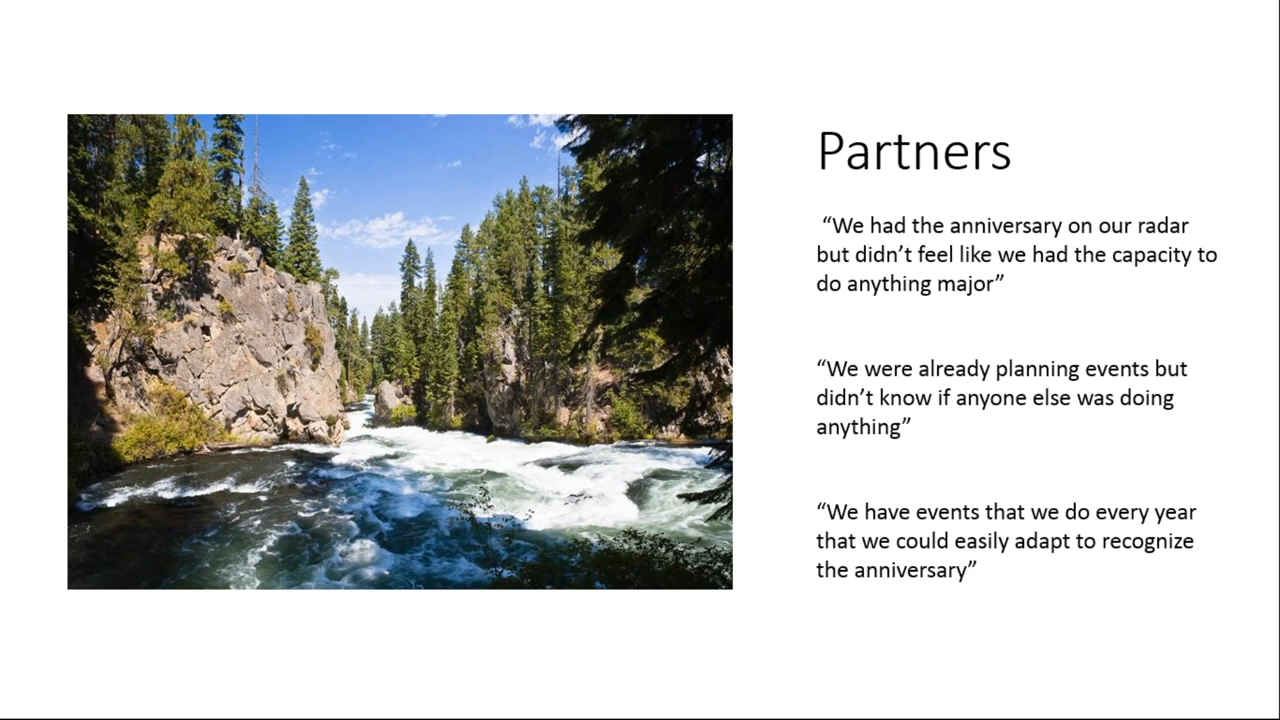 Partners
“We had the anniversary on our radar
but didn’t feel like we had the capacity to
do anything major”
“We were already planning events but
didn’t know if anyone else was doing
anything”
“We have events that we do every year
that we could easily adapt to recognize
the anniversary”